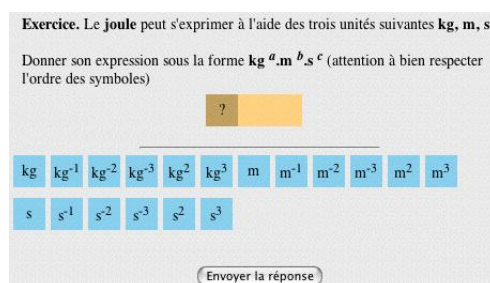 Exercice. Le joule peut s'exprimer à l'aide des trois unités suivantes kg, m, s
Donner son expression sous la forme kg ᵃ.m ᵇ.s ᶜ (attention à bien respecter
l'ordre des symboles)
?
kg kg⁻¹ kg⁻² kg⁻³ kg² kg³ m m⁻¹ m⁻² m⁻³ m² m³
s s⁻¹ s⁻² s⁻³ s² s³
Envoyer la réponse